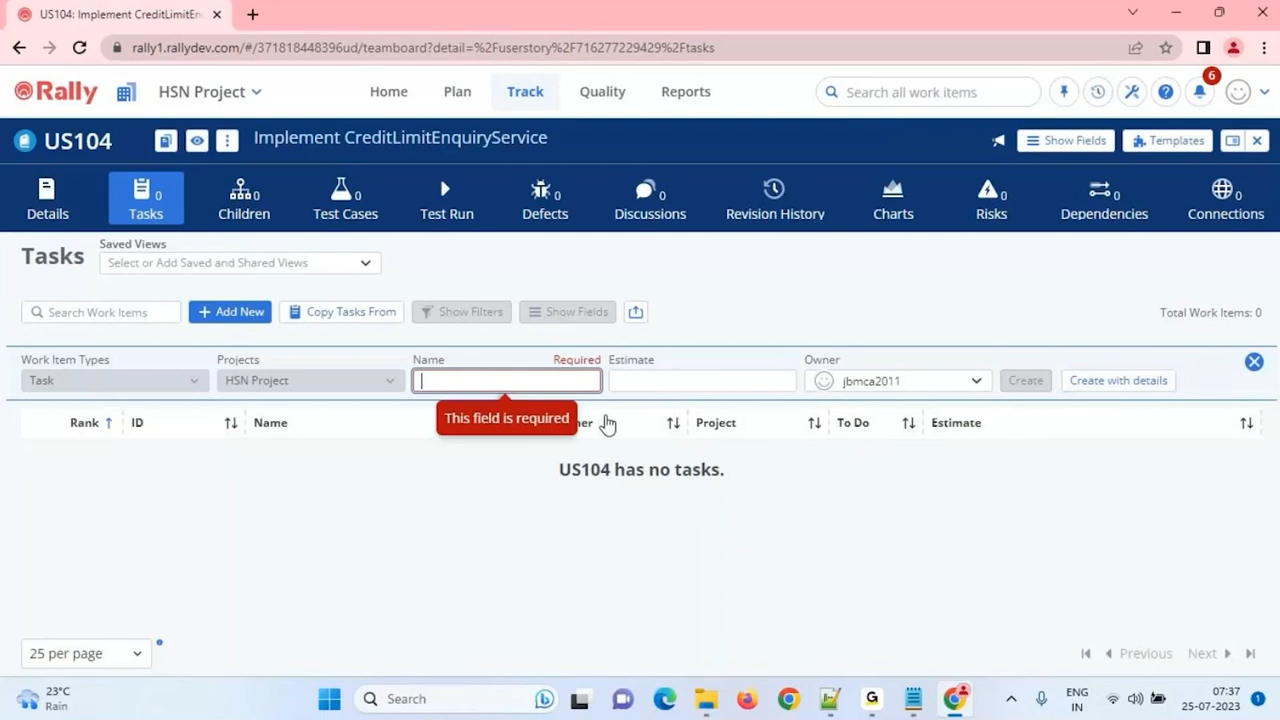 US104: Implement CreditLimitEn
rally1.rallydev.com/#/371818448396ud/teamboard?detail=%2Fuserstory%2F716277229429%2Ftasks
Rally
HSN Project
Home
Plan
Track
Quality
Reports
Search all work items
6
US104
Implement CreditLimitEnquiryService
Show Fields
Templates
Details
0
Tasks
0
Children
0
Test Cases
Test Run
0
Defects
0
Discussions
Revision History
Charts
0
Risks
0
Dependencies
0
Connections
Tasks
Saved Views
Select or Add Saved and Shared Views
Search Work Items
Add New
Copy Tasks From
Show Filters
Show Fields
Total Work Items: 0
Work Item Types
Projects
Name
Required
Estimate
Owner
Task
HSN Project
jbmca2011
Create
Create with details
This field is required
Rank
ID
Name
ner
Project
To Do
Estimate
US104 has no tasks.
25 per page
Previous
Next
23°C
Rain
Search
ENG
IN
07:37
25-07-2023
1